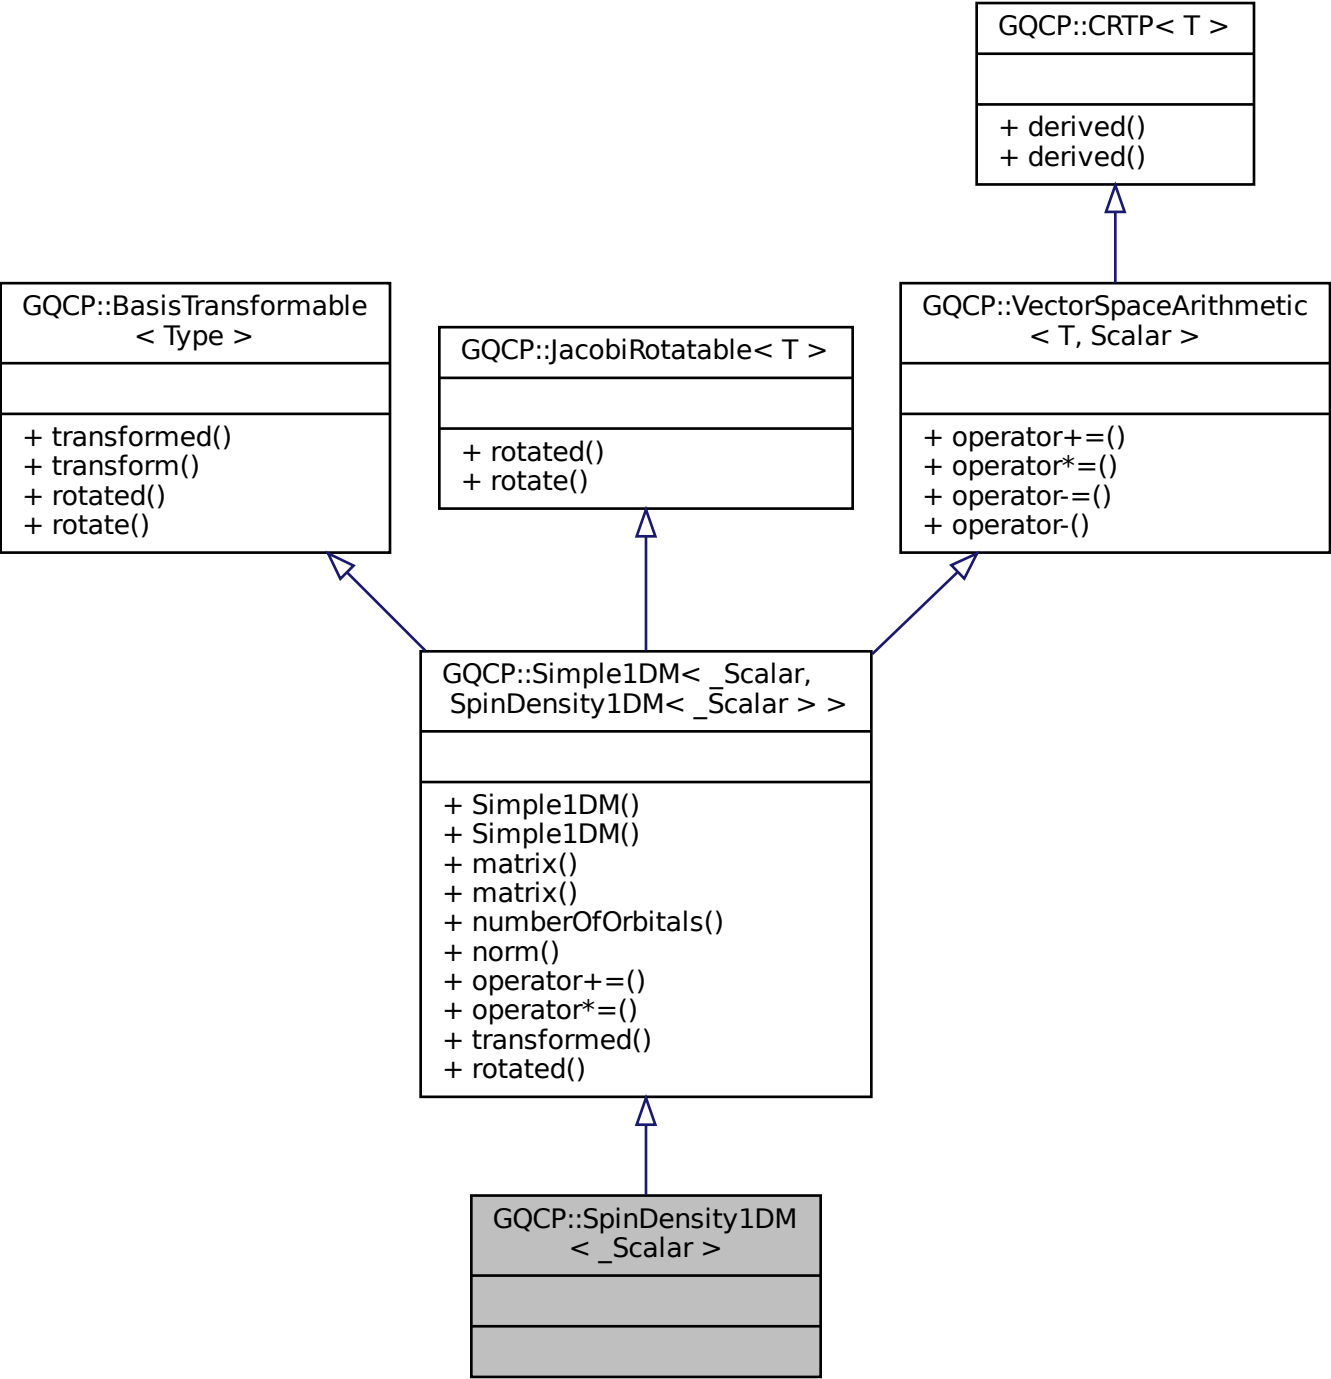 GQCP::CRTP< T >
+ derived()
+ derived()
GQCP::BasisTransformable
< Type >
+ transformed()
+ transform()
+ rotated()
+ rotate()
GQCP::JacobiRotatable< T >
+ rotated()
+ rotate()
GQCP::VectorSpaceArithmetic
< T, Scalar >
+ operator+=()
+ operator*=()
+ operator-=()
+ operator-()
GQCP::Simple1DM< _Scalar,
SpinDensity1DM< _Scalar > >
+ Simple1DM()
+ Simple1DM()
+ matrix()
+ matrix()
+ numberOfOrbitals()
+ norm()
+ operator+=()
+ operator*=()
+ transformed()
+ rotated()
GQCP::SpinDensity1DM
< _Scalar >